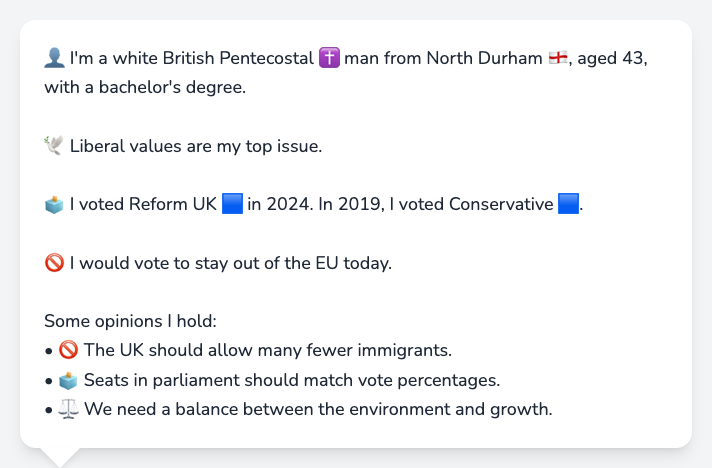 👤 I'm a white British Pentecostal ✝️ man from North Durham 🏴󠁧󠁢󠁥󠁮󠁧󠁿, aged 43,
with a bachelor's degree.
🕊️ Liberal values are my top issue.
🗳️ I voted Reform UK 🟦 in 2024. In 2019, I voted Conservative 🟦.
🚫 I would vote to stay out of the EU today.
Some opinions I hold:
• 🚫 The UK should allow many fewer immigrants.
• 🗳️ Seats in parliament should match vote percentages.
• ⚖️ We need a balance between the environment and growth.